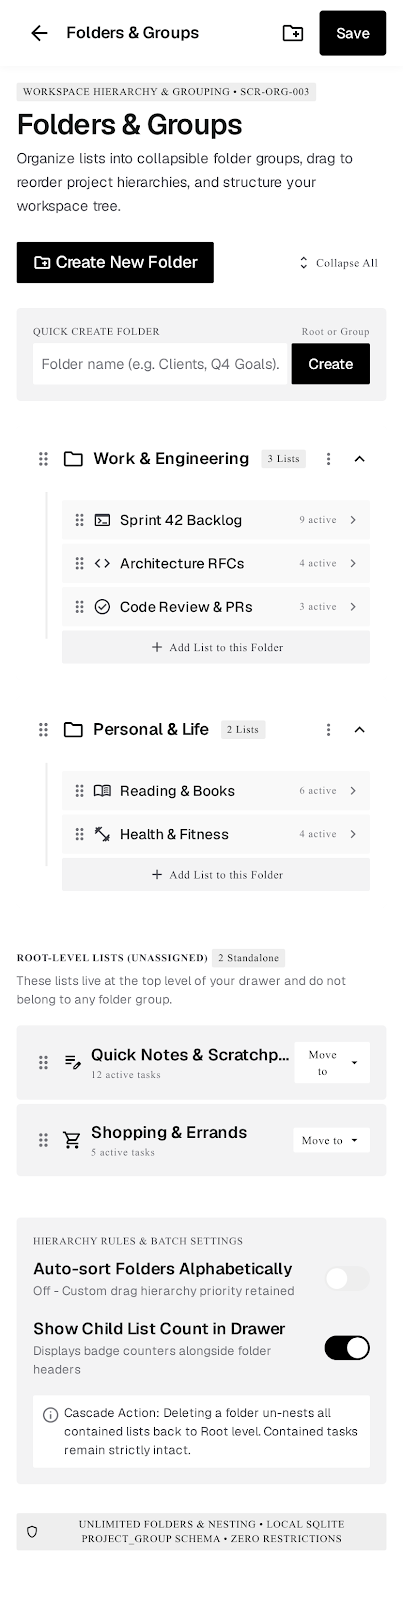 Folders & Groups
Save
WORKSPACE HIERARCHY & GROUPING • SCR-ORG-003
Folders & Groups
Organize lists into collapsible folder groups, drag to
reorder project hierarchies, and structure your
workspace tree.
Create New Folder
Collapse All
QUICK CREATE FOLDER
Root or Group
Folder name (e.g. Clients, Q4 Goals).
Create
Work & Engineering
3 Lists
Sprint 42 Backlog
9 active
Architecture RFCs
4 active
Code Review & PRs
3 active
+ Add List to this Folder
Personal & Life
2 Lists
Reading & Books
6 active
Health & Fitness
4 active
+ Add List to this Folder
ROOT-LEVEL LISTS (UNASSIGNED)
2 Standalone
These lists live at the top level of your drawer and do not
belong to any folder group.
Quick Notes & Scratchp...
12 active tasks
Move
to
Shopping & Errands
5 active tasks
Move to
HIERARCHY RULES & BATCH SETTINGS
Auto-sort Folders Alphabetically
Off - Custom drag hierarchy priority retained
Show Child List Count in Drawer
Displays badge counters alongside folder
headers
Cascade Action: Deleting a folder un-nests all
contained lists back to Root level. Contained tasks
remain strictly intact.
UNLIMITED FOLDERS & NESTING • LOCAL SQLITE
PROJECT_GROUP SCHEMA • ZERO RESTRICTIONS